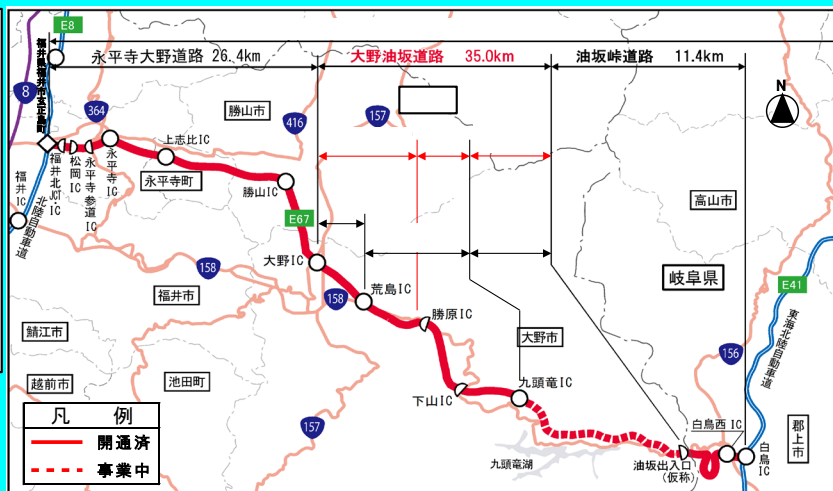 E8
永平寺大野道路 26.4km
大野油坂道路 35.0km
油坂峠道路 11.4km
福井県福井市玄正島町
8
364
416
157
勝山市
上志比IC
永平寺町
勝山IC
福井北JCT・IC
松岡IC
永平寺参道IC
永平寺IC
福井IC
北陸自動車道
E67
高山市
岐阜県
E41
158
大野IC
荒島IC
158
福井市
勝原IC
大野市
東海北陸自動車道
鯖江市
越前市
池田町
156
下山IC
九頭竜IC
157
九頭竜湖
油坂出入口
(仮称)
白鳥西IC
白鳥IC
郡上市
凡 例
開通済
事業中